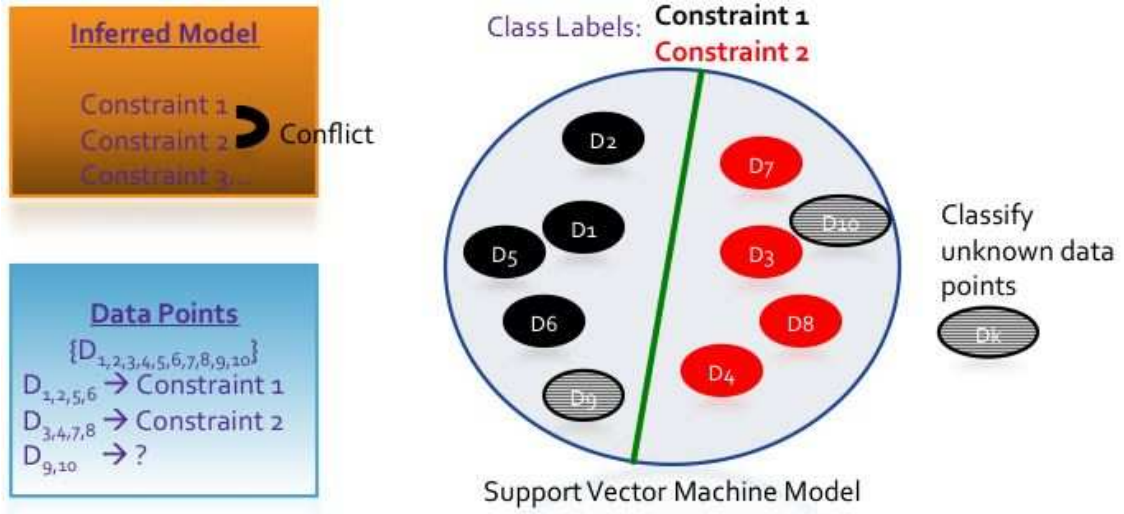 Inferred Model
Constraint 1
Constraint 2
Conflict
Constraint 3...
Data Points
{D1,2,3,4,5,6,7,8,9,10}
D1,2,5,6 → Constraint 1
D3,4,7,8 → Constraint 2
D9,10 → ?
Class Labels:
Constraint 1
Constraint 2
D2
D7
D10
D1
D3
D5
D6
D8
D4
D9
Support Vector Machine Model
Classify
unknown data
points
Dk